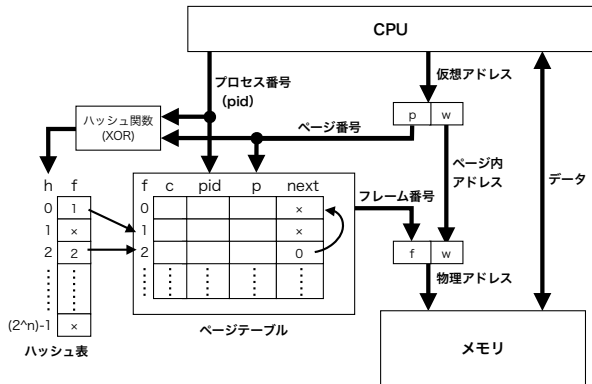 CPU
プロセス番号
(pid)
仮想アドレス
ハッシュ関数
(XOR)
ページ番号
p w
ページ内
アドレス
データ
h f
0 1
1 ×
2 2
(2^n)-1 ×
ハッシュ表
f c pid p next
0 ×
1 ×
2 0
ページテーブル
フレーム番号
f w
物理アドレス
メモリ